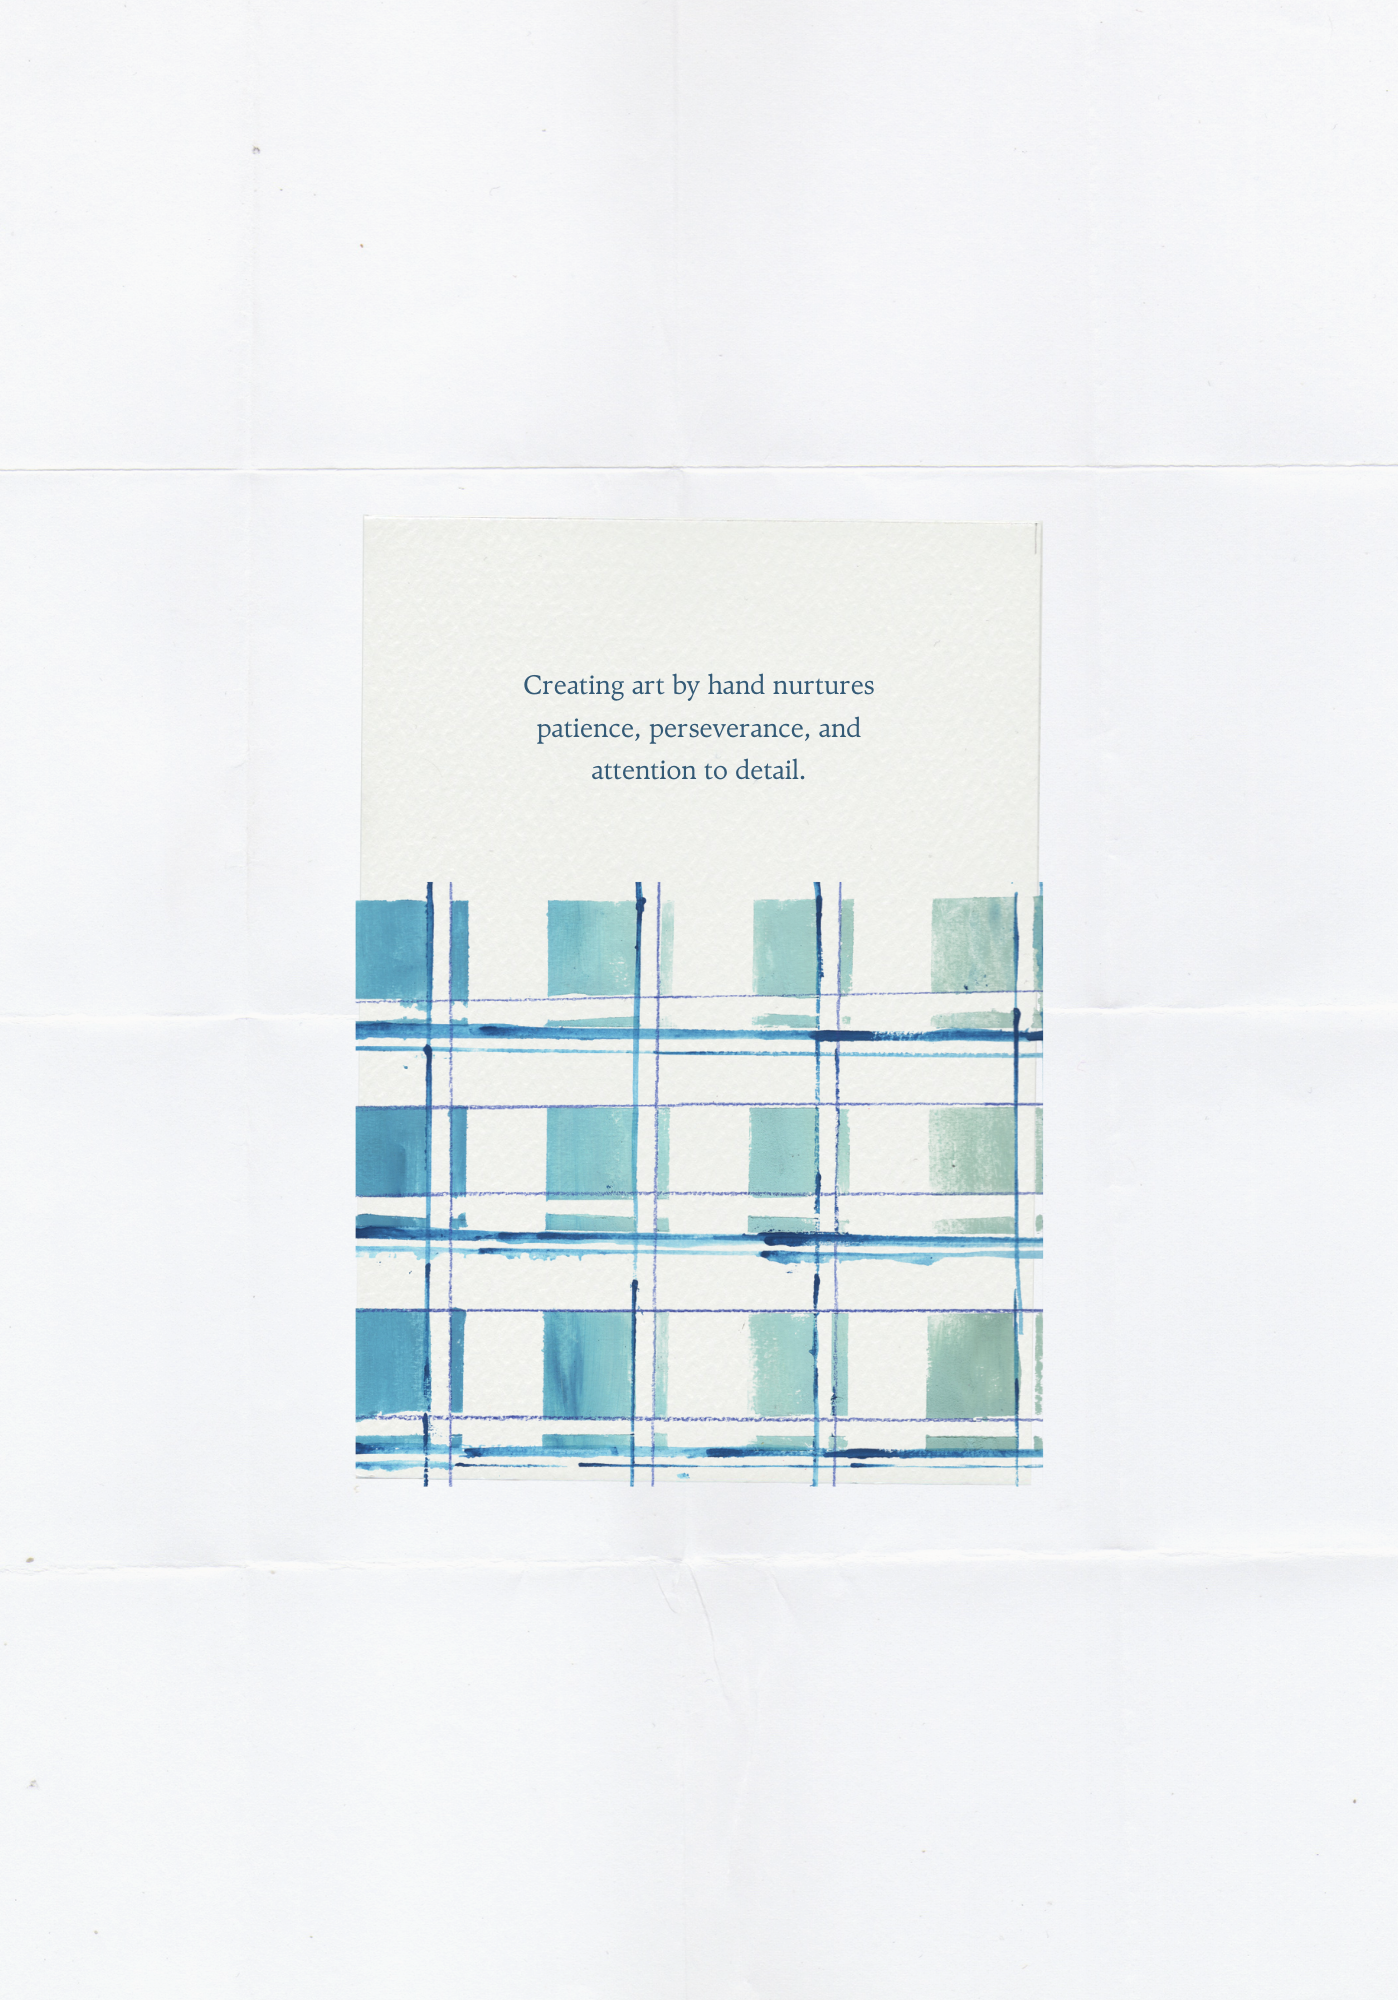 Creating art by hand nurtures
patience, perseverance, and
attention to detail.